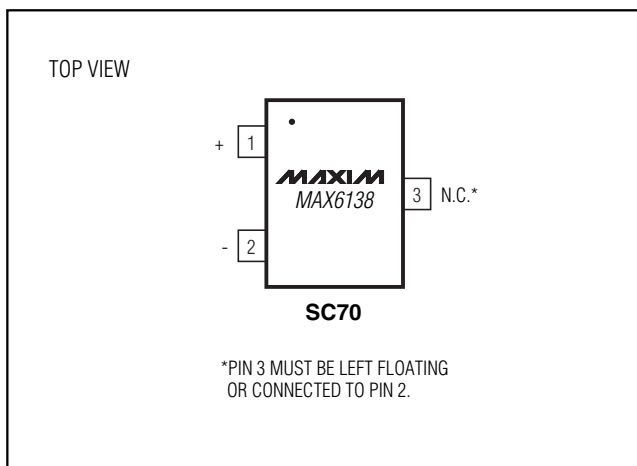 TOP VIEW
+ 1
MAXIM
MAX6138
3 N.C.*
- 2
SC70
*PIN 3 MUST BE LEFT FLOATING
OR CONNECTED TO PIN 2.